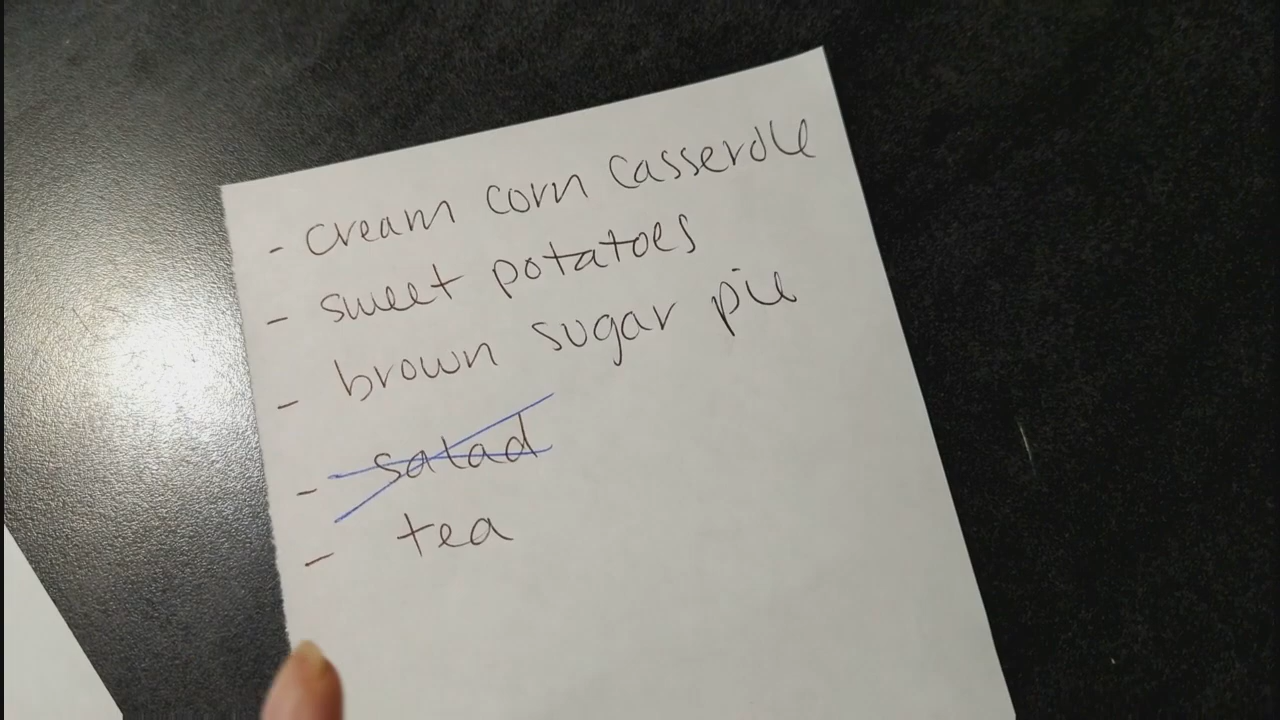 - cream corn casserole
- sweet potatoes
- brown sugar pie
- salad
- tea